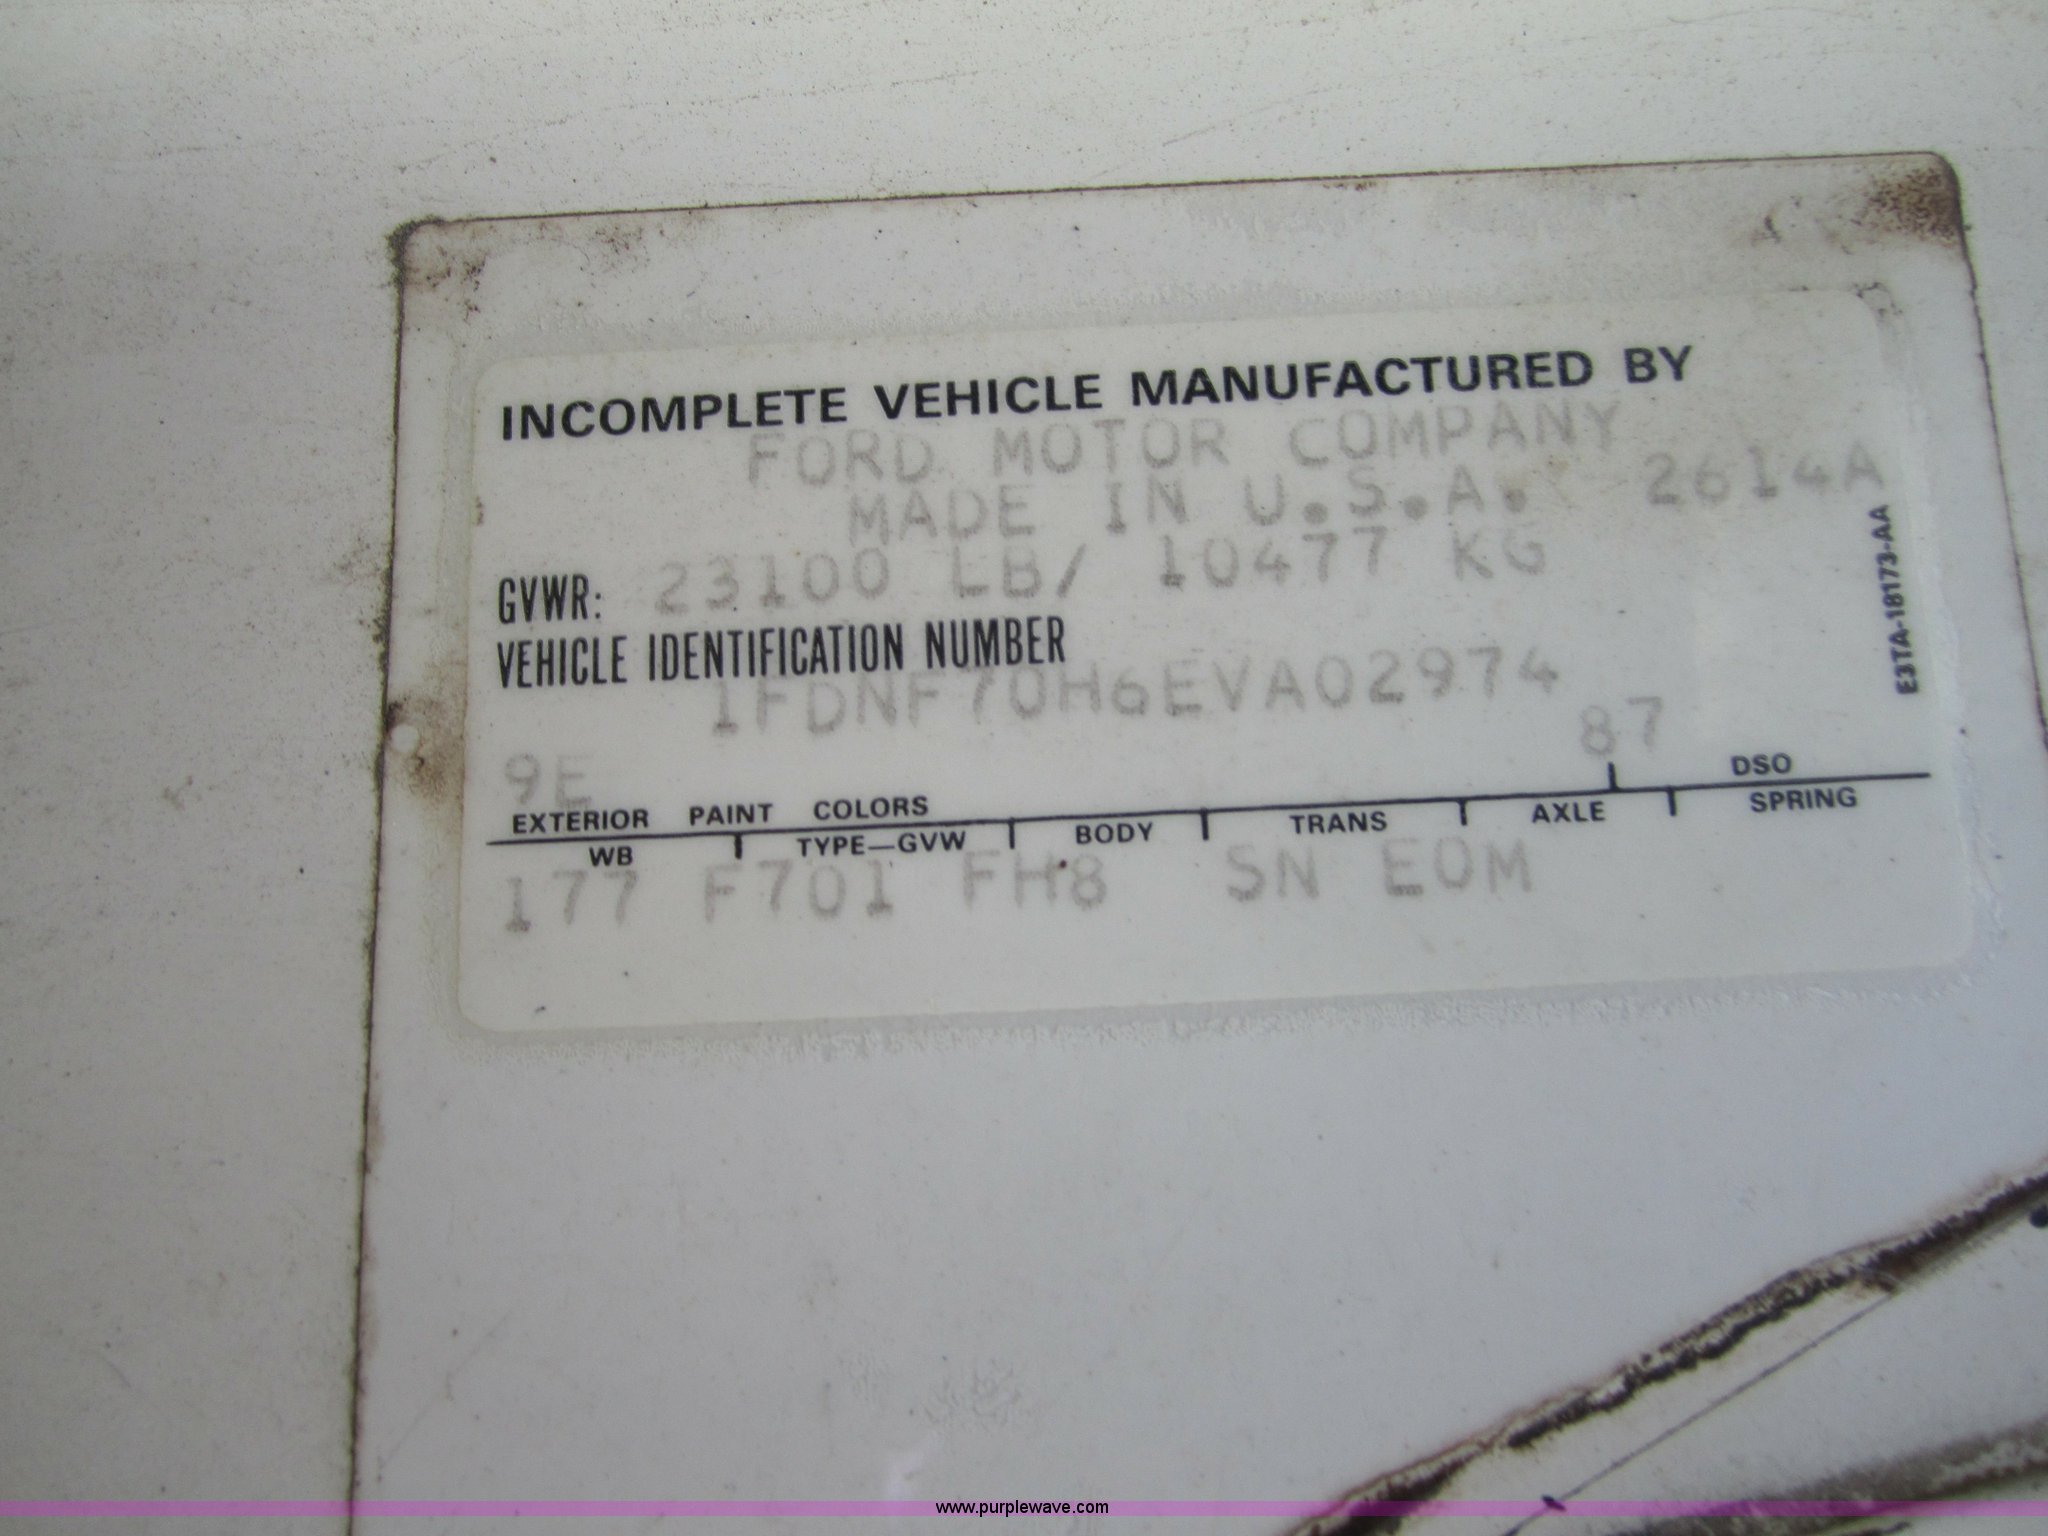 INCOMPLETE VEHICLE MANUFACTURED BY
FORD MOTOR COMPANY
MADE IN U.S.A. 2614A
GVWR: 23100 LB/ 10477 KG
VEHICLE IDENTIFICATION NUMBER
1FDNF70H6EVA02974
E3TA-18173-AA
9E 87
EXTERIOR PAINT COLORS DSO
WB TYPE—GVW BODY TRANS AXLE SPRING
177 F701 FH8 SN EOM
www.purplewave.com